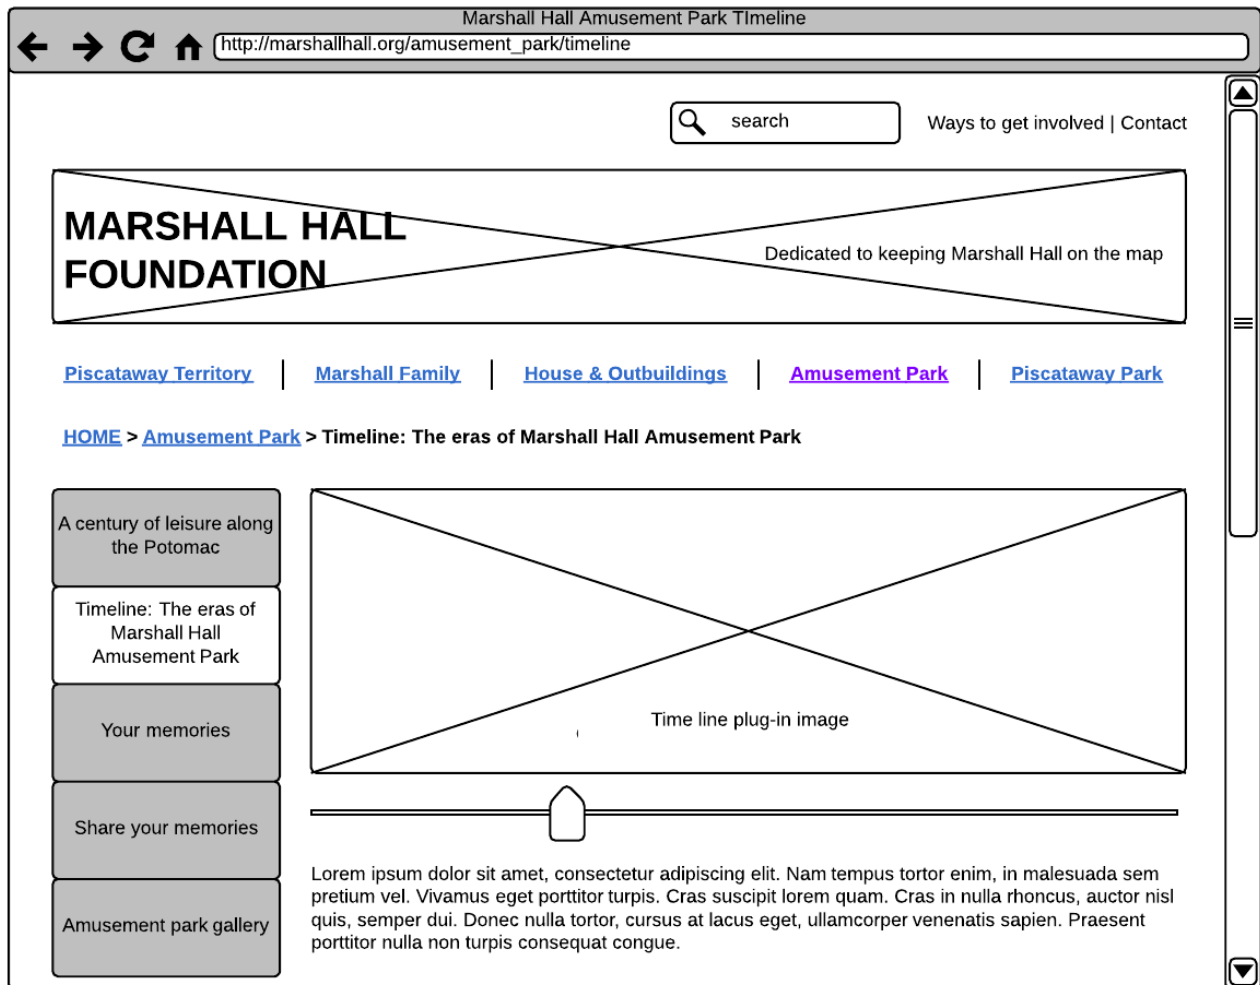 Marshall Hall Amusement Park TImeline
http://marshallhall.org/amusement_park/timeline
search
Ways to get involved | Contact
MARSHALL HALL
FOUNDATION
Dedicated to keeping Marshall Hall on the map
Piscataway Territory | Marshall Family | House & Outbuildings | Amusement Park | Piscataway Park
HOME > Amusement Park > Timeline: The eras of Marshall Hall Amusement Park
A century of leisure along
the Potomac
Timeline: The eras of
Marshall Hall
Amusement Park
Your memories
Share your memories
Amusement park gallery
Time line plug-in image
Lorem ipsum dolor sit amet, consectetur adipiscing elit. Nam tempus tortor enim, in malesuada sem
pretium vel. Vivamus eget porttitor turpis. Cras suscipit lorem quam. Cras in nulla rhoncus, auctor nisl
quis, semper dui. Donec nulla tortor, cursus at lacus eget, ullamcorper venenatis sapien. Praesent
porttitor nulla non turpis consequat congue.